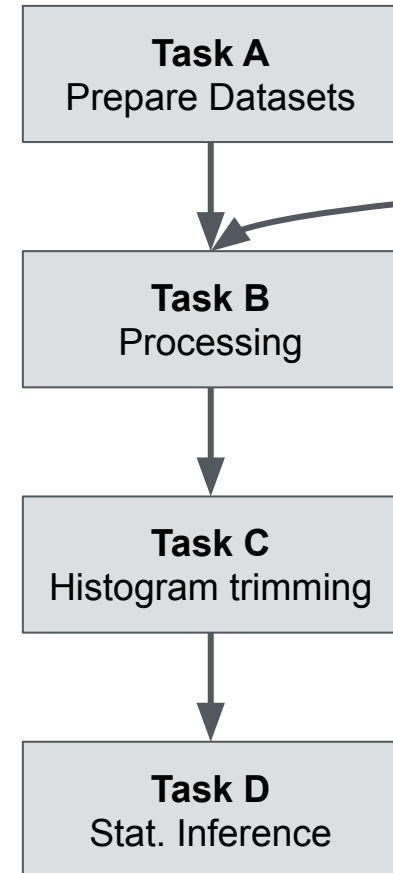 Task A
Prepare Datasets
Task B
Processing
Task C
Histogram trimming
Task D
Stat. Inference